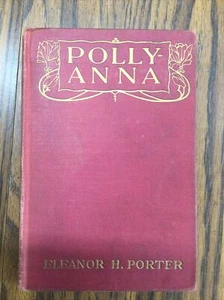 POLLY-
ANNA
ELEANOR H. PORTER